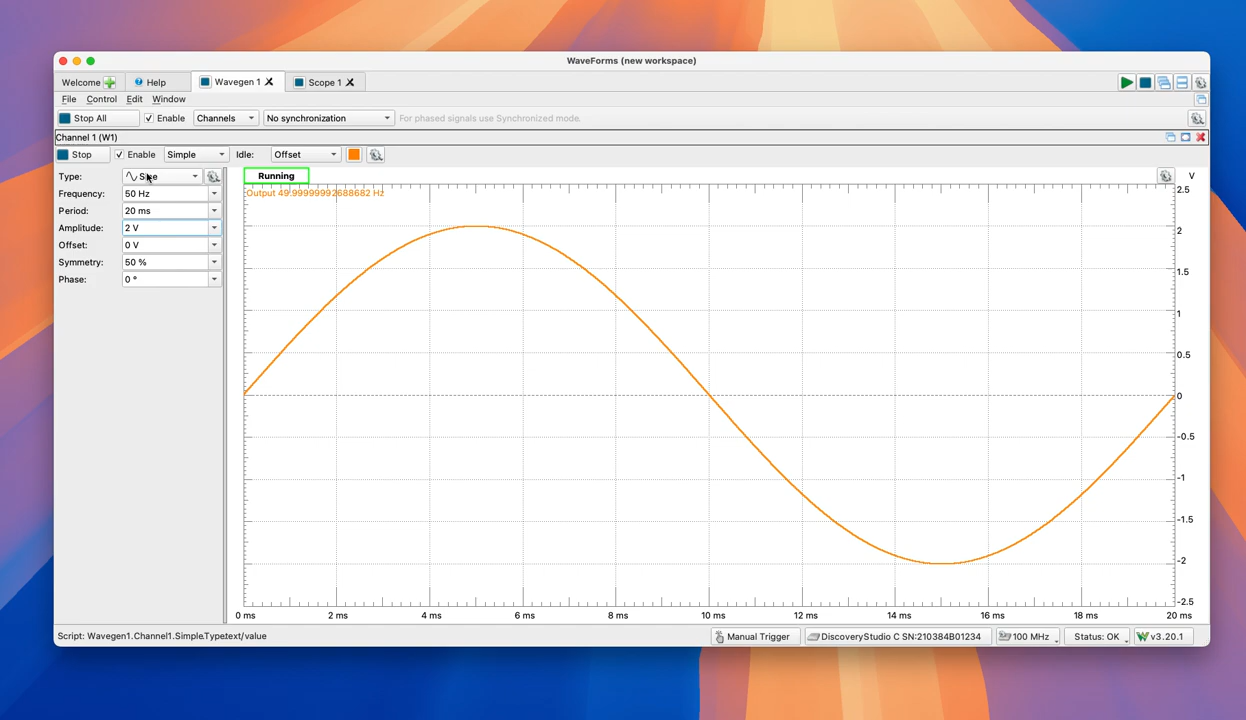 WaveForms (new workspace)
Welcome Help Wavegen 1 Scope 1
File Control Edit Window
Stop All Enable Channels No synchronization For phased signals use Synchronized mode.
Channel 1 (W1)
Stop Enable Simple Idle: Offset
Type: Sine
Frequency: 50 Hz
Period: 20 ms
Amplitude: 2 V
Offset: 0 V
Symmetry: 50 %
Phase: 0 °
Running
Output 49.99999992688682 Hz
V
2.5
2
1.5
1
0.5
0
-0.5
-1
-1.5
-2
-2.5
0 ms 2 ms 4 ms 6 ms 8 ms 10 ms 12 ms 14 ms 16 ms 18 ms 20 ms
Script: Wavegen1.Channel1.Simple.Type.text/value
Manual Trigger DiscoveryStudio C SN:210384B01234 100 MHz Status: OK v3.20.1